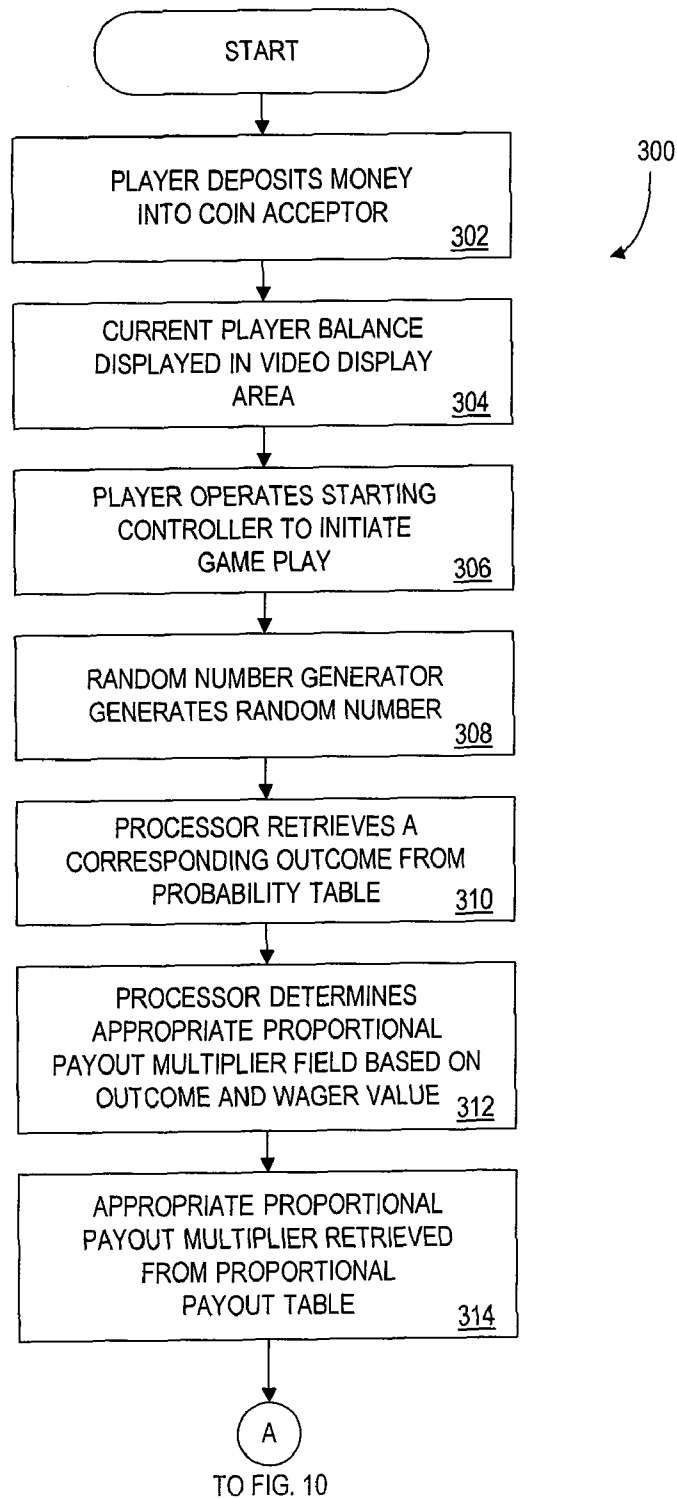 START
300
PLAYER DEPOSITS MONEY
INTO COIN ACCEPTOR
302
CURRENT PLAYER BALANCE
DISPLAYED IN VIDEO DISPLAY
AREA
304
PLAYER OPERATES STARTING
CONTROLLER TO INITIATE
GAME PLAY
306
RANDOM NUMBER GENERATOR
GENERATES RANDOM NUMBER
308
PROCESSOR RETRIEVES A
CORRESPONDING OUTCOME FROM
PROBABILITY TABLE
310
PROCESSOR DETERMINES
APPROPRIATE PROPORTIONAL
PAYOUT MULTIPLIER FIELD BASED ON
OUTCOME AND WAGER VALUE
312
APPROPRIATE PROPORTIONAL
PAYOUT MULTIPLIER RETRIEVED
FROM PROPORTIONAL
PAYOUT TABLE
314
A
TO FIG. 10